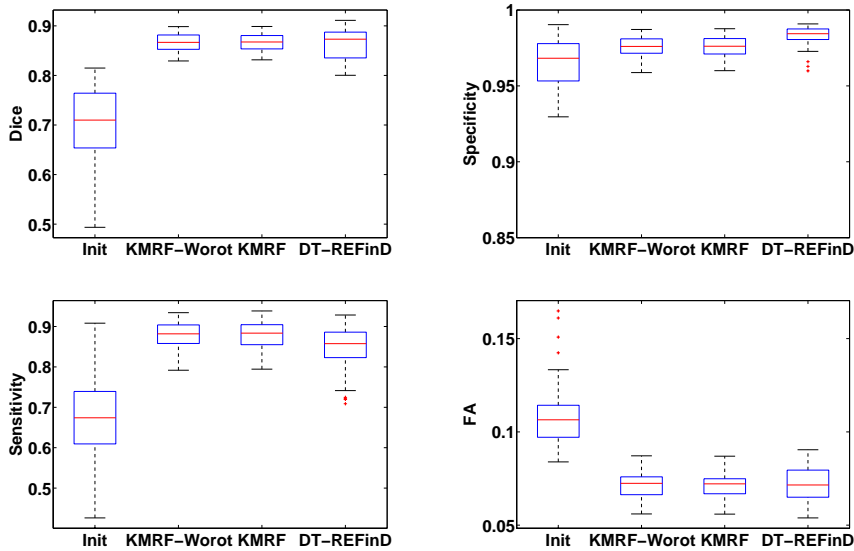 0.9
0.8
0.7
0.6
0.5
Dice
Init KMRF−Worot KMRF DT−REFinD
1
0.95
0.9
0.85
Specificity
Init KMRF−Worot KMRF DT−REFinD
0.9
0.8
0.7
0.6
0.5
Sensitivity
Init KMRF−Worot KMRF DT−REFinD
0.15
0.1
0.05
FA
Init KMRF−Worot KMRF DT−REFinD